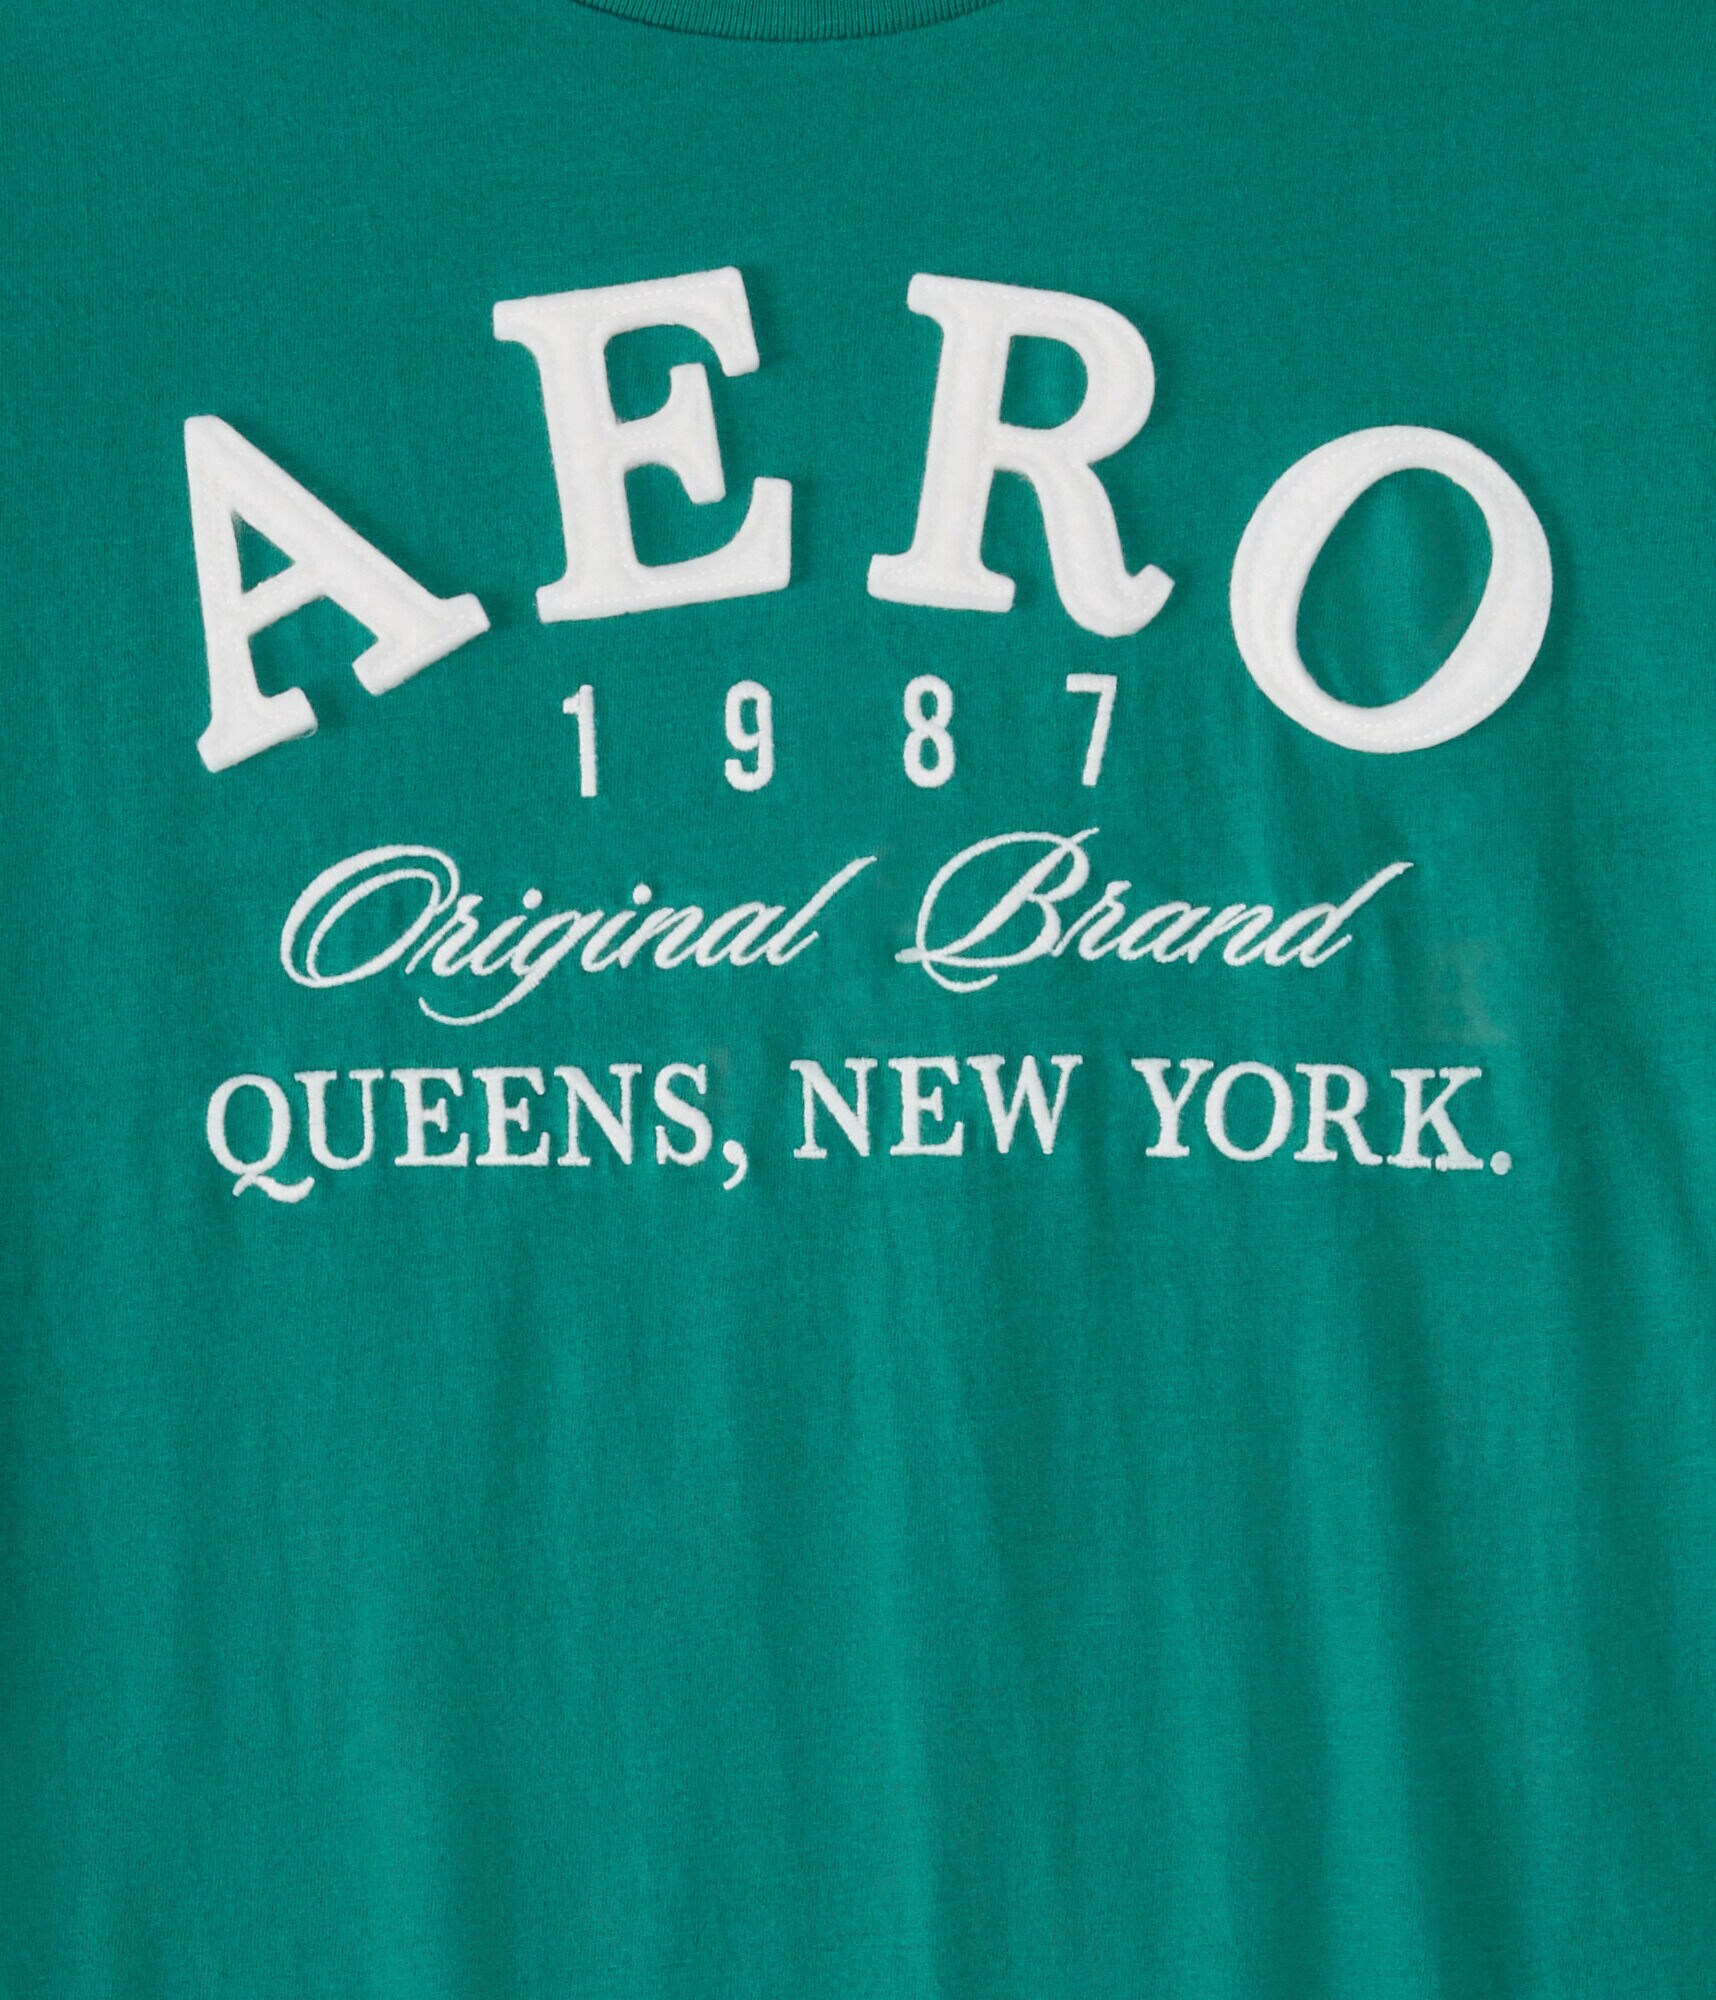 AERO
1987
Original Brand
QUEENS, NEW YORK.